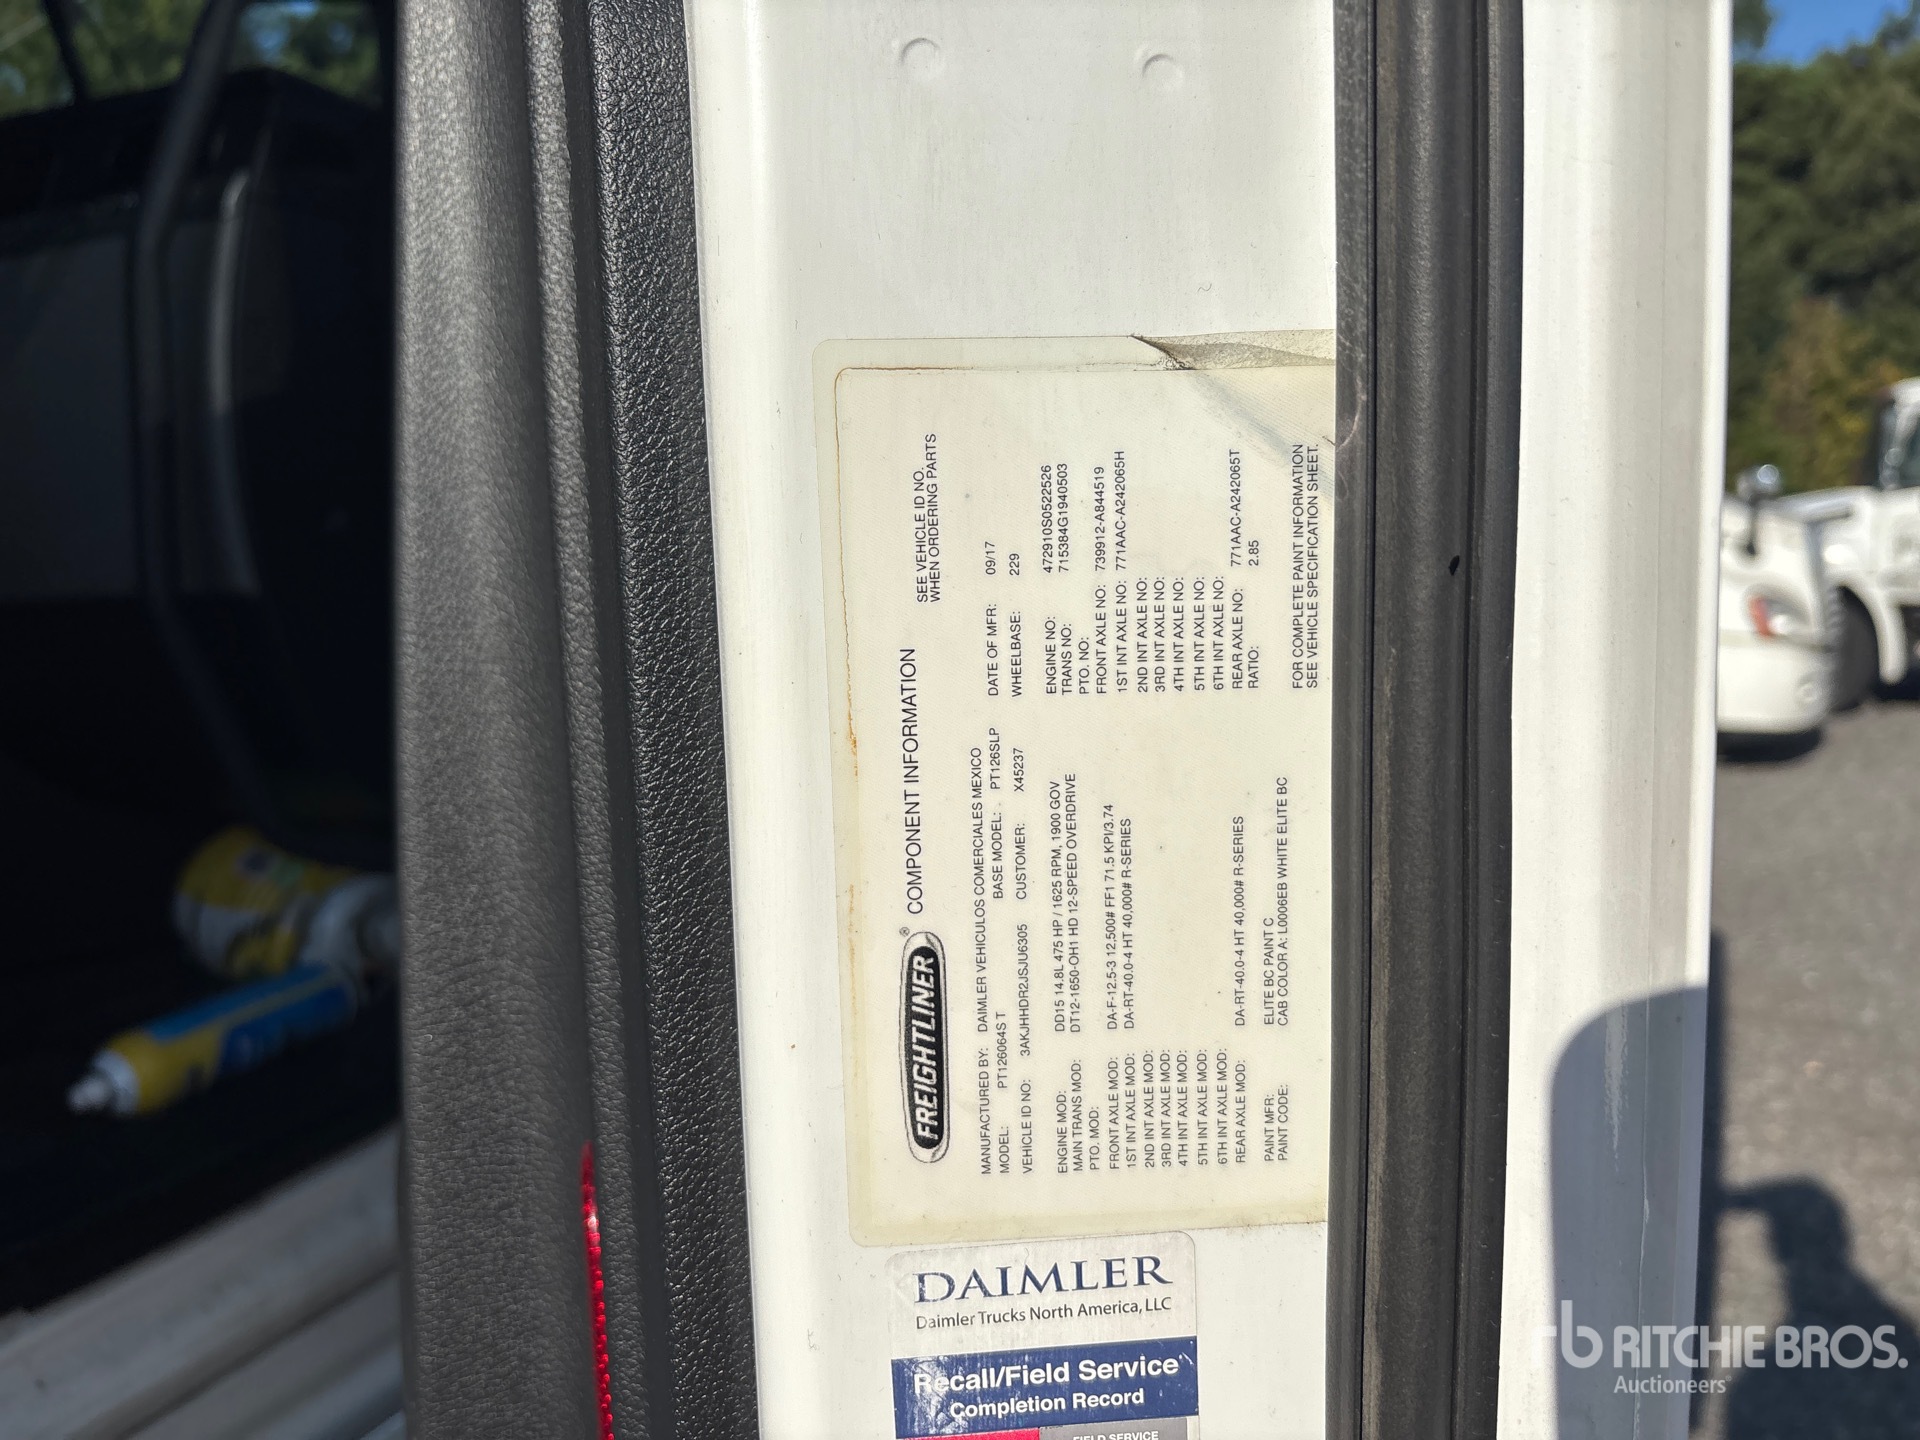 FREIGHTLINER® COMPONENT INFORMATION
SEE VEHICLE ID NO.
WHEN ORDERING PARTS
MANUFACTURED BY: DAIMLER VEHICULOS COMERCIALES MEXICO
MODEL: PT126064S T BASE MODEL: PT126SLP DATE OF MFR: 09/17
VEHICLE ID NO: 3AKJHHDR2JSJU6305 CUSTOMER: X45237 WHEELBASE: 229
ENGINE MOD: DD15 14.8L 475 HP / 1625 RPM, 1900 GOV ENGINE NO: 472910S0522526
MAIN TRANS MOD: DT12-1650-OH1 HD 12-SPEED OVERDRIVE TRANS NO: 715384G1940503
PTO. MOD: PTO. NO:
FRONT AXLE MOD: DA-F-12.5-3 12,500# FF1 71.5 KPI/3.74 FRONT AXLE NO: 739912-A844519
1ST INT AXLE MOD: DA-RT-40.0-4 HT 40,000# R-SERIES 1ST INT AXLE NO: 771AAC-A242065H
2ND INT AXLE MOD: 2ND INT AXLE NO:
3RD INT AXLE MOD: 3RD INT AXLE NO:
4TH INT AXLE MOD: 4TH INT AXLE NO:
5TH INT AXLE MOD: 5TH INT AXLE NO:
6TH INT AXLE MOD: 6TH INT AXLE NO:
REAR AXLE MOD: DA-RT-40.0-4 HT 40,000# R-SERIES REAR AXLE NO: 771AAC-A242065T
RATIO: 2.85
PAINT MFR: ELITE BC PAINT C
PAINT CODE: CAB COLOR A: L0006EB WHITE ELITE BC
FOR COMPLETE PAINT INFORMATION
SEE VEHICLE SPECIFICATION SHEET.
DAIMLER
Daimler Trucks North America, LLC
Recall/Field Service
Completion Record
FIELD SERVICE
rb RITCHIE BROS.
Auctioneers